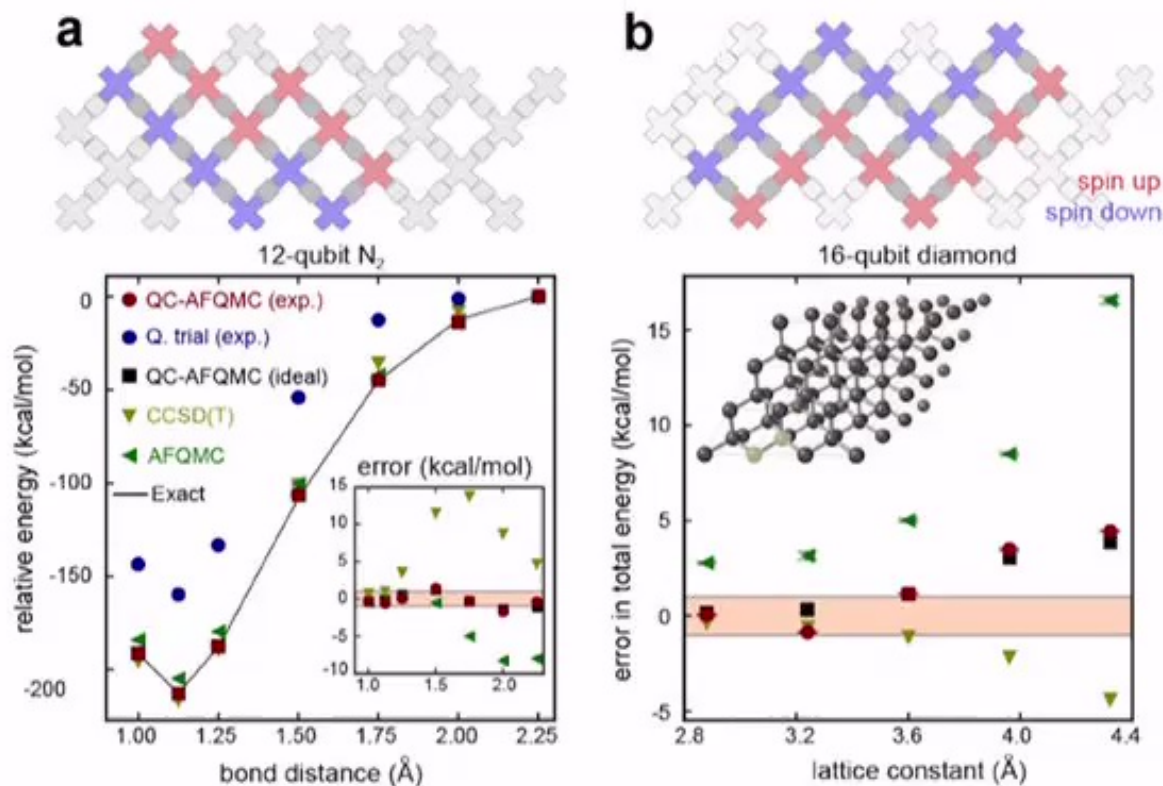 a
b
spin up
spin down
12-qubit N₂
16-qubit diamond
QC-AFQMC (exp.)
Q. trial (exp.)
QC-AFQMC (ideal)
CCSD(T)
AFQMC
Exact
relative energy (kcal/mol)
0
-50
-100
-150
-200
1.00 1.25 1.50 1.75 2.00 2.25
bond distance (Å)
error (kcal/mol)
15
10
5
0
-5
-10
1.0 1.5 2.0
error in total energy (kcal/mol)
15
10
5
0
-5
2.8 3.2 3.6 4.0 4.4
lattice constant (Å)